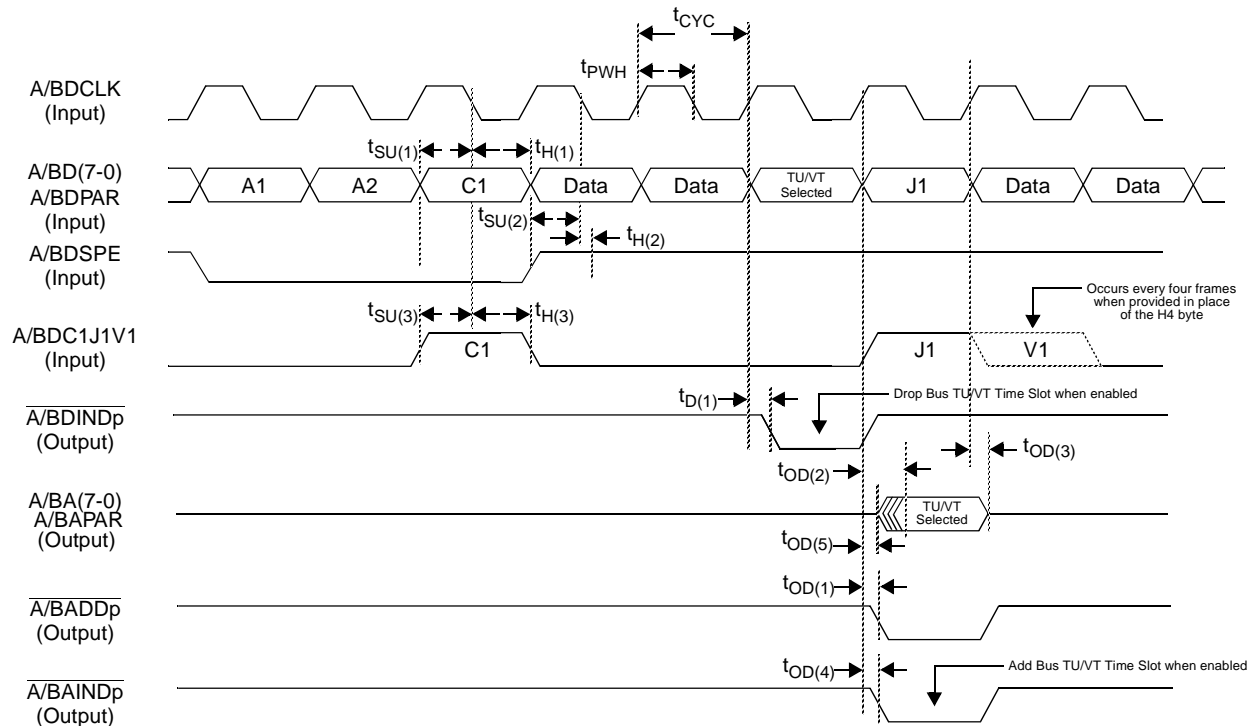 tCYC
tPWH
A/BDCLK
(Input)
tSU(1)
tH(1)
A/BD(7-0)
A/BDPAR
(Input)
A1
A2
C1
Data
Data
TU/VT
Selected
J1
Data
Data
tSU(2)
tH(2)
A/BDSPE
(Input)
Occurs every four frames
when provided in place
of the H4 byte
tSU(3)
tH(3)
A/BDC1J1V1
(Input)
C1
J1
V1
tD(1)
Drop Bus TU/VT Time Slot when enabled
A/BDINDp
(Output)
tOD(2)
tOD(3)
A/BA(7-0)
A/BAPAR
(Output)
TU/VT
Selected
tOD(5)
tOD(1)
A/BADDp
(Output)
tOD(4)
Add Bus TU/VT Time Slot when enabled
A/BAINDp
(Output)